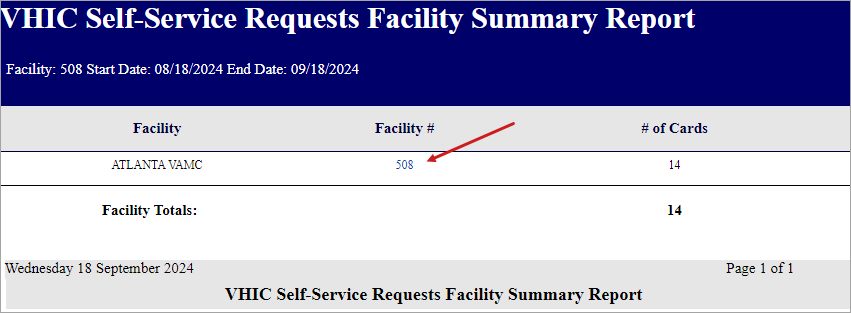 VHIC Self-Service Requests Facility Summary Report
Facility: 508 Start Date: 08/18/2024 End Date: 09/18/2024
Facility Facility # # of Cards
ATLANTA VAMC 508 14
Facility Totals: 14
Wednesday 18 September 2024 Page 1 of 1
VHIC Self-Service Requests Facility Summary Report